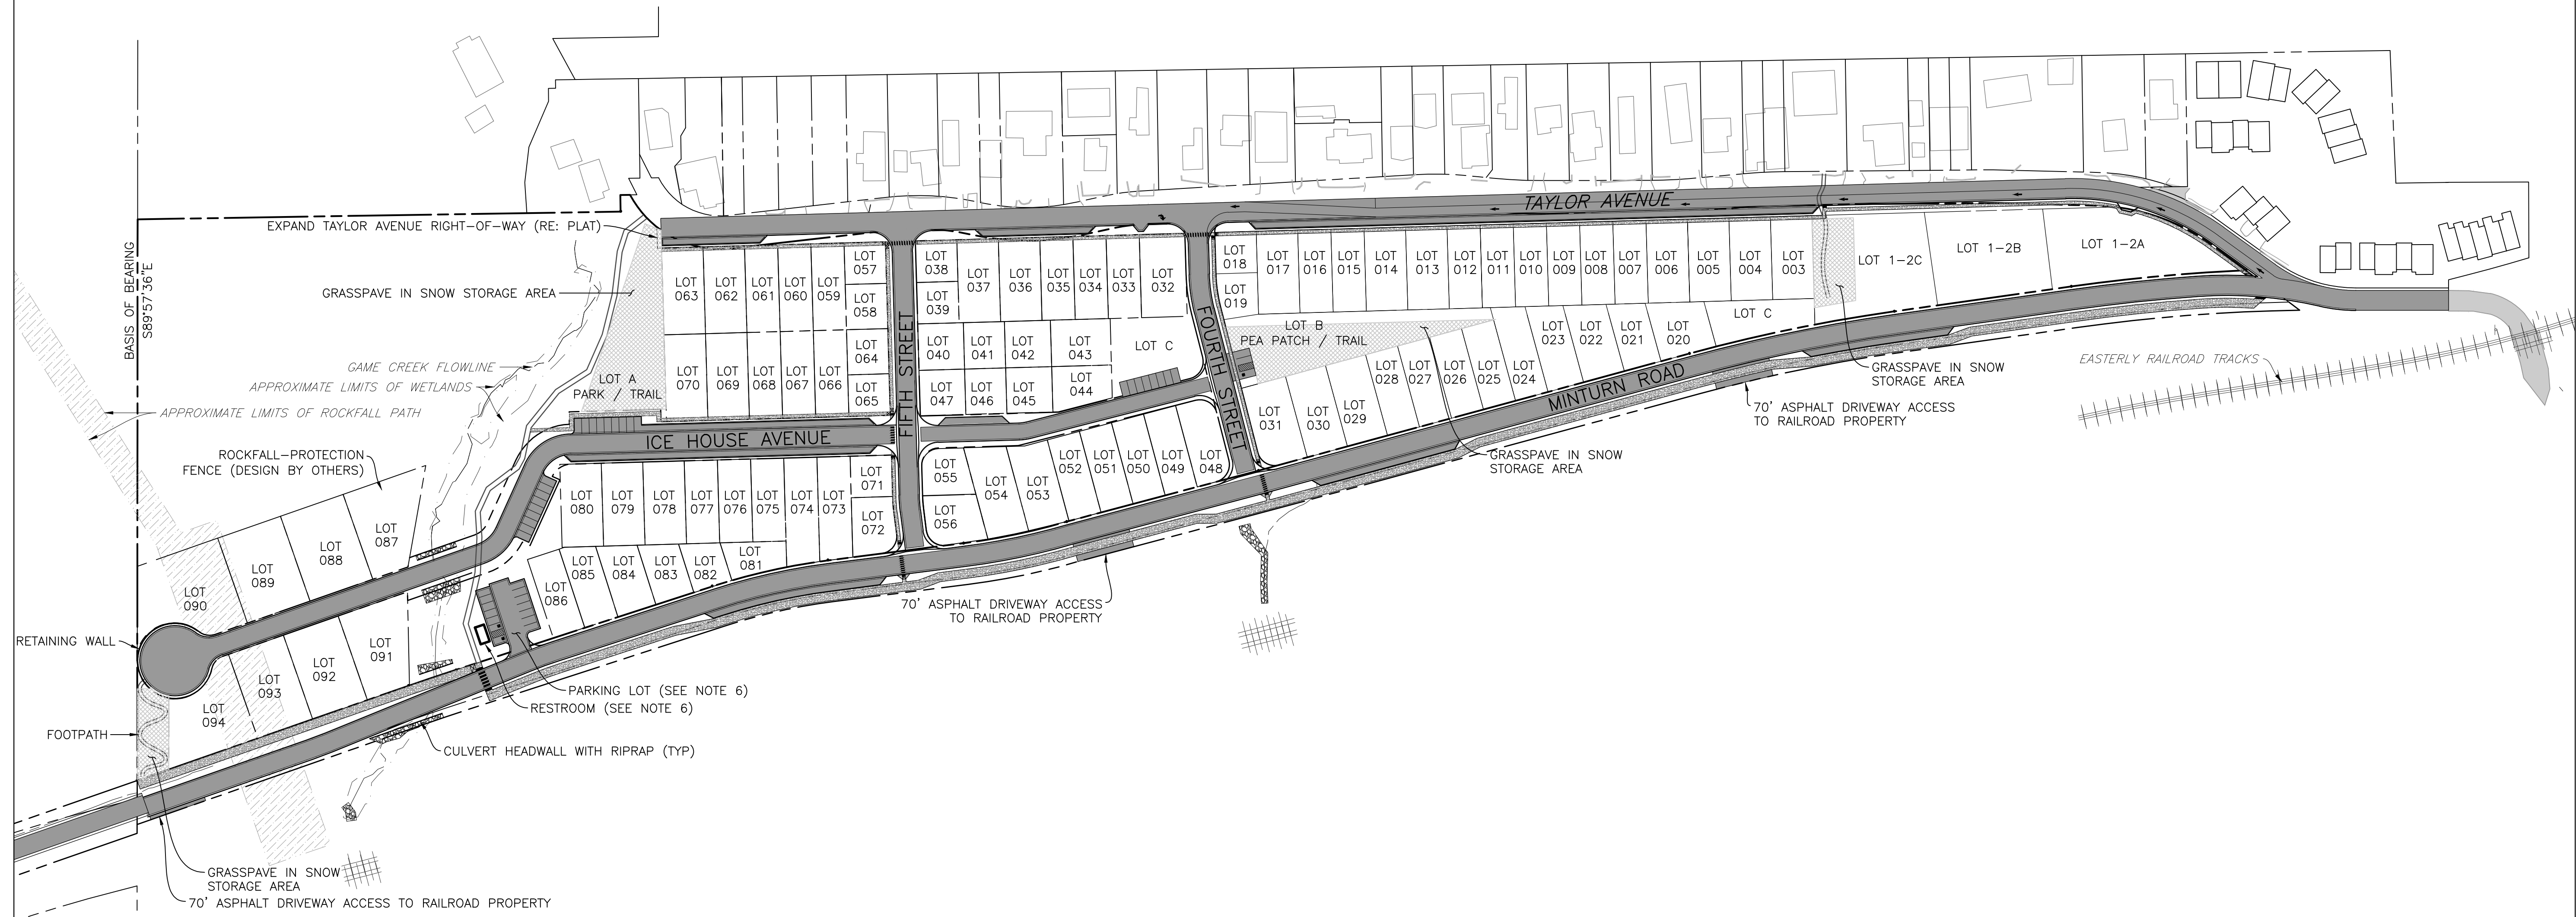 BASIS OF BEARING
S89°57'36"E
EXPAND TAYLOR AVENUE RIGHT-OF-WAY (RE: PLAT)
TAYLOR AVENUE
GRASSPAVE IN SNOW STORAGE AREA
GAME CREEK FLOWLINE
APPROXIMATE LIMITS OF WETLANDS
APPROXIMATE LIMITS OF ROCKFALL PATH
ROCKFALL-PROTECTION
FENCE (DESIGN BY OTHERS)
LOT A
PARK / TRAIL
LOT
063
LOT
062
LOT
061
LOT
060
LOT
059
LOT
057
LOT
058
LOT
070
LOT
069
LOT
068
LOT
067
LOT
066
LOT
064
LOT
065
FIFTH STREET
LOT
038
LOT
039
LOT
037
LOT
036
LOT
035
LOT
034
LOT
033
LOT
032
LOT
040
LOT
041
LOT
042
LOT
043
LOT C
LOT
047
LOT
046
LOT
045
LOT
044
FOURTH STREET
LOT
018
LOT
019
LOT
017
LOT
016
LOT
015
LOT
014
LOT
013
LOT
012
LOT
011
LOT
010
LOT
009
LOT
008
LOT
007
LOT
006
LOT
005
LOT
004
LOT
003
LOT 1-2C
LOT 1-2B
LOT 1-2A
LOT B
PEA PATCH / TRAIL
LOT
031
LOT
030
LOT
029
LOT
028
LOT
027
LOT
026
LOT
025
LOT
024
LOT
023
LOT
022
LOT
021
LOT
020
LOT C
MINTURN ROAD
GRASSPAVE IN SNOW
STORAGE AREA
EASTERLY RAILROAD TRACKS
70' ASPHALT DRIVEWAY ACCESS
TO RAILROAD PROPERTY
GRASSPAVE IN SNOW
STORAGE AREA
ICE HOUSE AVENUE
LOT
080
LOT
079
LOT
078
LOT
077
LOT
076
LOT
075
LOT
074
LOT
073
LOT
071
LOT
072
LOT
055
LOT
056
LOT
054
LOT
053
LOT
052
LOT
051
LOT
050
LOT
049
LOT
048
LOT
086
LOT
085
LOT
084
LOT
083
LOT
082
LOT
081
LOT
090
LOT
089
LOT
088
LOT
087
LOT
094
LOT
093
LOT
092
LOT
091
70' ASPHALT DRIVEWAY ACCESS
TO RAILROAD PROPERTY
RETAINING WALL
PARKING LOT (SEE NOTE 6)
RESTROOM (SEE NOTE 6)
FOOTPATH
CULVERT HEADWALL WITH RIPRAP (TYP)
GRASSPAVE IN SNOW
STORAGE AREA
70' ASPHALT DRIVEWAY ACCESS TO RAILROAD PROPERTY